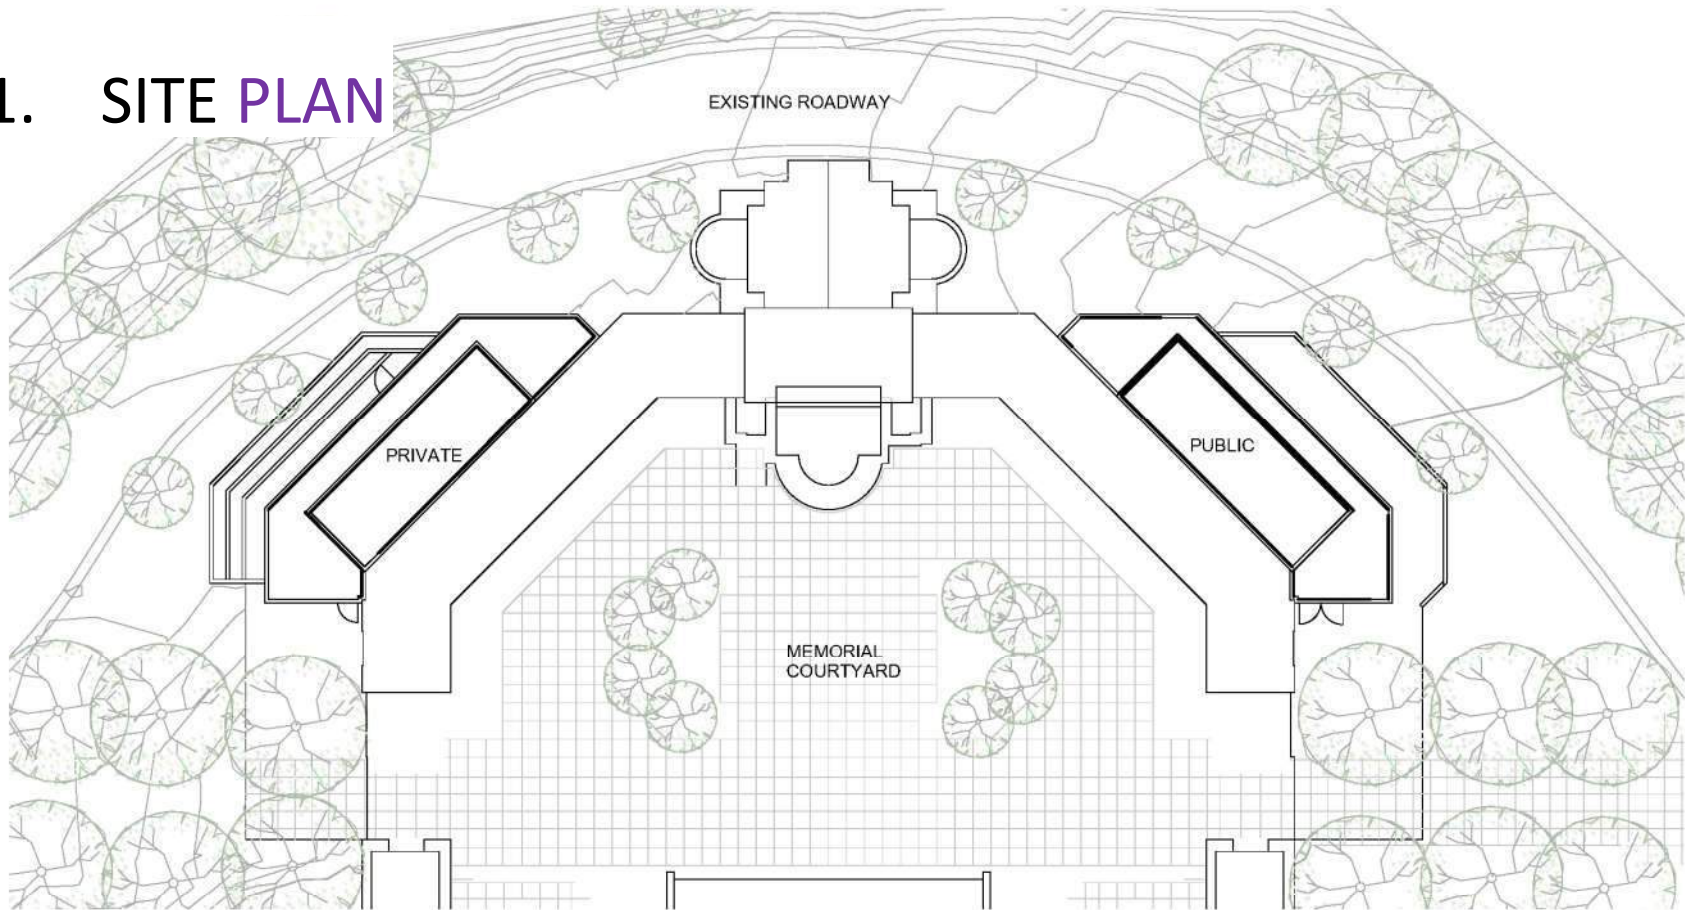 1. SITE PLAN
EXISTING ROADWAY
PRIVATE
PUBLIC
MEMORIAL
COURTYARD